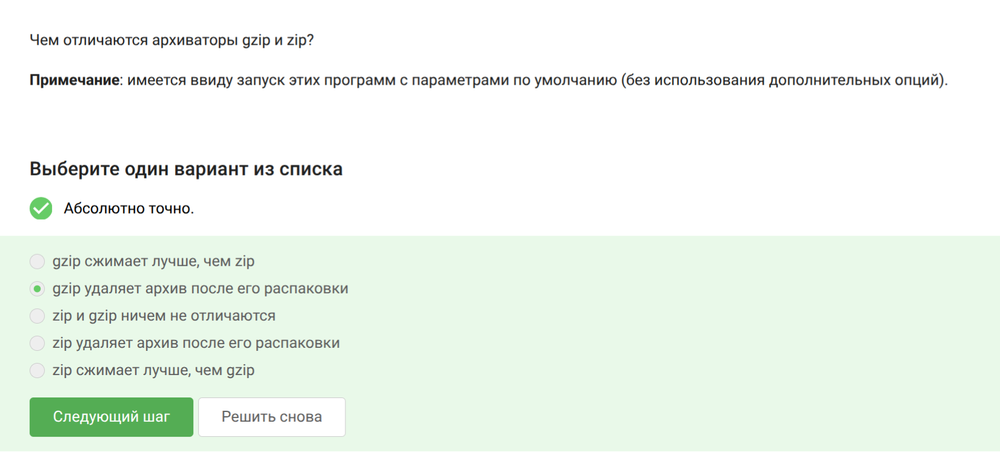 Чем отличаются архиваторы gzip и zip?
Примечание: имеется ввиду запуск этих программ с параметрами по умолчанию (без использования дополнительных опций).
Выберите один вариант из списка
Абсолютно точно.
gzip сжимает лучше, чем zip
gzip удаляет архив после его распаковки
zip и gzip ничем не отличаются
zip удаляет архив после его распаковки
zip сжимает лучше, чем gzip
Следующий шаг Решить снова